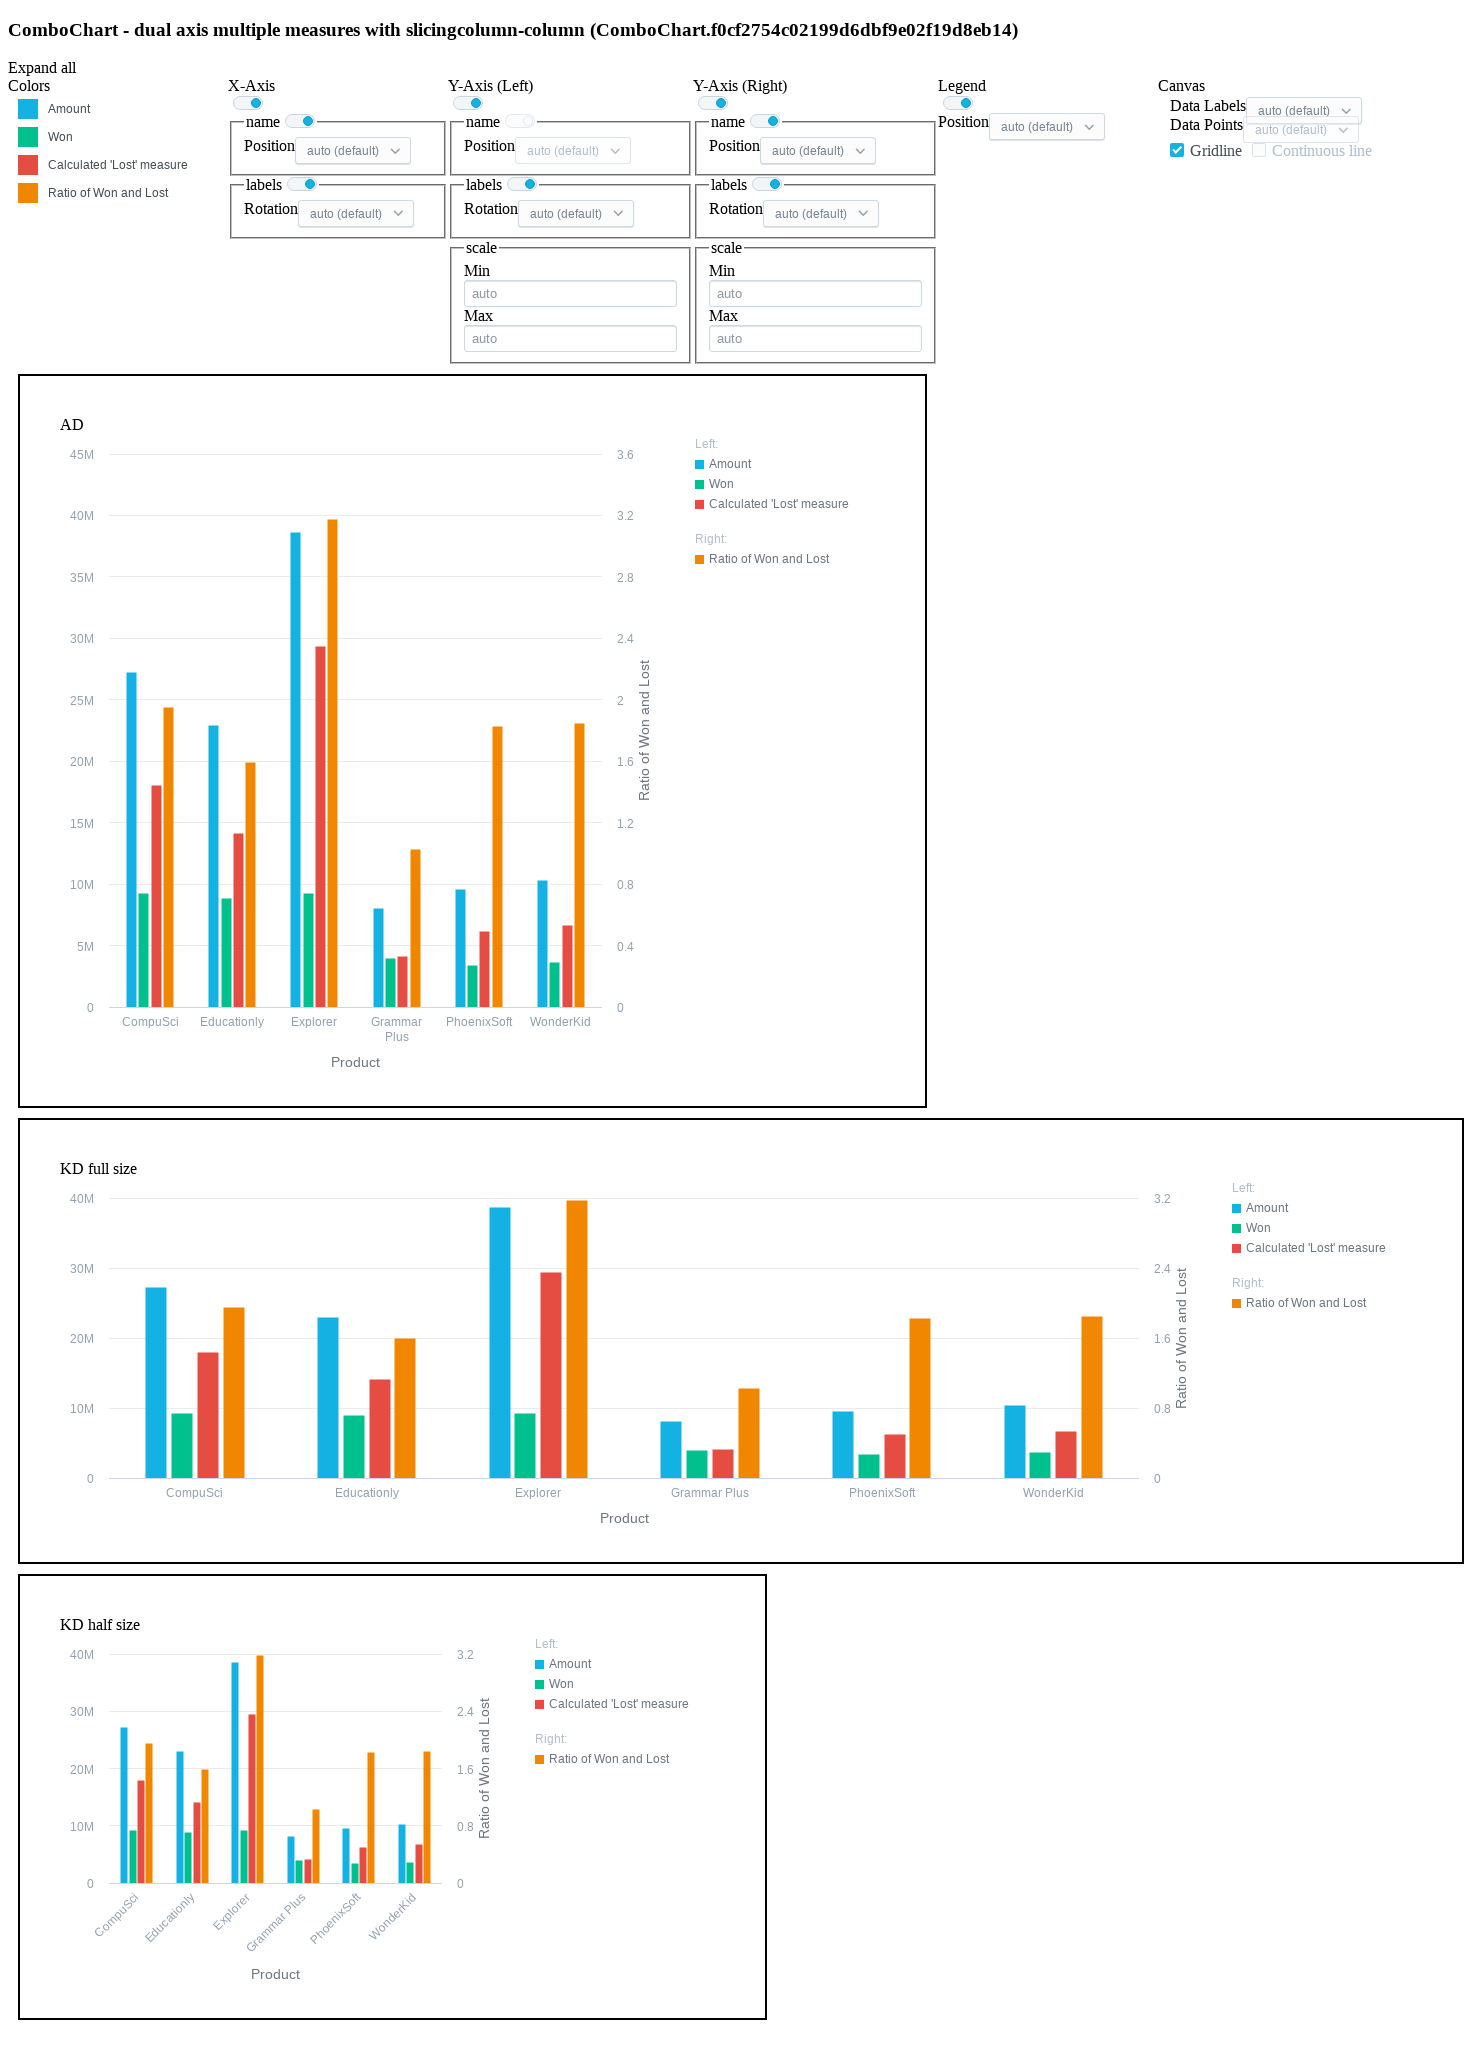 ComboChart - dual axis multiple measures with slicingcolumn-column (ComboChart.f0cf2754c02199d6dbf9e02f19d8eb14)
Expand all
Colors
Amount
Won
Calculated 'Lost' measure
Ratio of Won and Lost
X-Axis
name
Position auto (default)
labels
Rotation auto (default)
Y-Axis (Left)
name
Position auto (default)
labels
Rotation auto (default)
scale
Min
auto
Max
auto
Y-Axis (Right)
name
Position auto (default)
labels
Rotation auto (default)
scale
Min
auto
Max
auto
Legend
Position auto (default)
Canvas
Data Labels auto (default)
Data Points auto (default)
Gridline Continuous line
AD
45M
40M
35M
30M
25M
20M
15M
10M
5M
0
3.6
3.2
2.8
2.4
2
1.6
1.2
0.8
0.4
0
Ratio of Won and Lost
CompuSci Educationly Explorer Grammar Plus PhoenixSoft WonderKid
Product
Left:
Amount
Won
Calculated 'Lost' measure
Right:
Ratio of Won and Lost
KD full size
40M
30M
20M
10M
0
3.2
2.4
1.6
0.8
0
Ratio of Won and Lost
CompuSci Educationly Explorer Grammar Plus PhoenixSoft WonderKid
Product
Left:
Amount
Won
Calculated 'Lost' measure
Right:
Ratio of Won and Lost
KD half size
40M
30M
20M
10M
0
3.2
2.4
1.6
0.8
0
Ratio of Won and Lost
CompuSci Educationly Explorer Grammar Plus PhoenixSoft WonderKid
Product
Left:
Amount
Won
Calculated 'Lost' measure
Right:
Ratio of Won and Lost